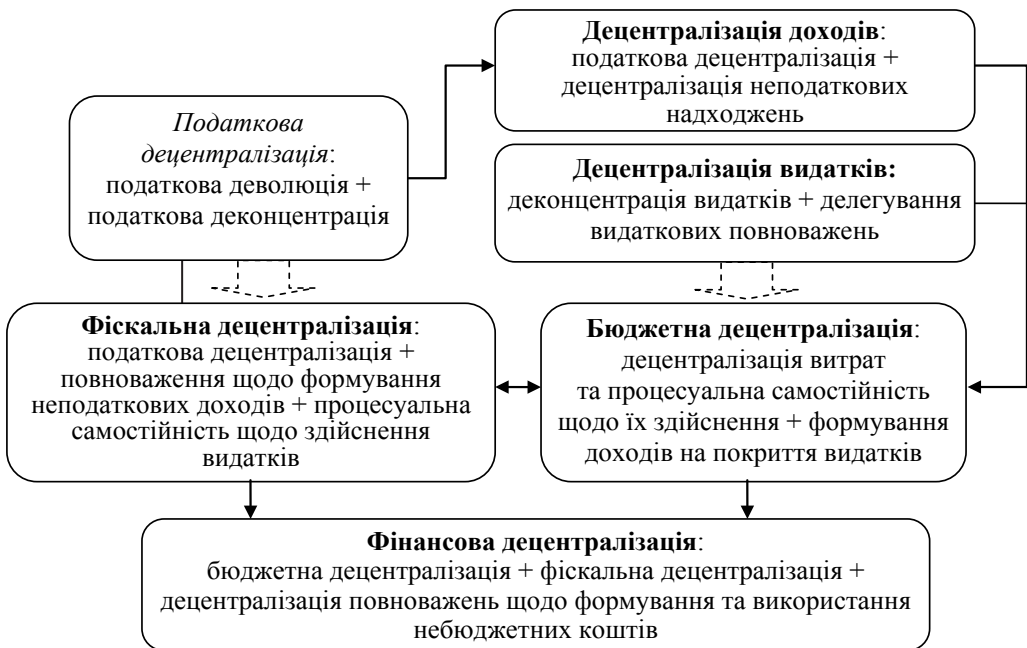 Децентралізація доходів:
податкова децентралізація +
децентралізація неподаткових
надходжень
Податкова
децентралізація:
податкова деволюція +
податкова деконцентрація
Децентралізація видатків:
деконцентрація видатків + делегування
видаткових повноважень
Фіскальна децентралізація:
податкова децентралізація +
повноваження щодо формування
неподаткових доходів + процесуальна
самостійність щодо здійснення
видатків
Бюджетна децентралізація:
децентралізація витрат
та процесуальна самостійність
щодо їх здійснення + формування
доходів на покриття видатків
Фінансова децентралізація:
бюджетна децентралізація + фіскальна децентралізація +
децентралізація повноважень щодо формування та використання
небюджетних коштів